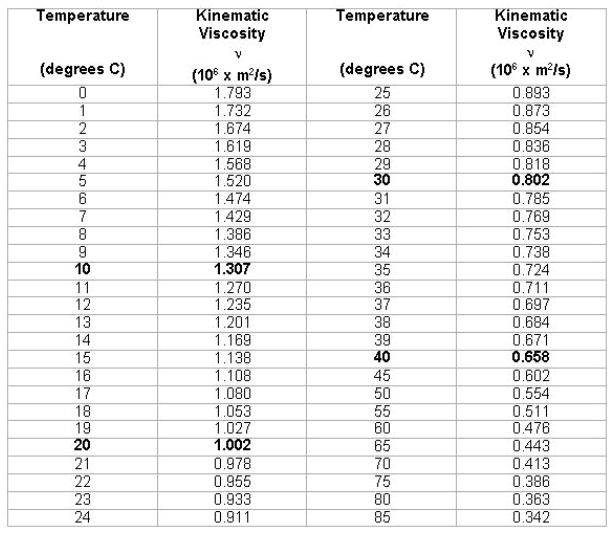 Temperature Kinematic Temperature Kinematic
Viscosity Viscosity
ν ν
(degrees C) (10⁶ x m²/s) (degrees C) (10⁶ x m²/s)
0 1.793 25 0.893
1 1.732 26 0.873
2 1.674 27 0.854
3 1.619 28 0.836
4 1.568 29 0.818
5 1.520 30 0.802
6 1.474 31 0.785
7 1.429 32 0.769
8 1.386 33 0.753
9 1.346 34 0.738
10 1.307 35 0.724
11 1.270 36 0.711
12 1.235 37 0.697
13 1.201 38 0.684
14 1.169 39 0.671
15 1.138 40 0.658
16 1.108 45 0.602
17 1.080 50 0.554
18 1.053 55 0.511
19 1.027 60 0.476
20 1.002 65 0.443
21 0.978 70 0.413
22 0.955 75 0.386
23 0.933 80 0.363
24 0.911 85 0.342